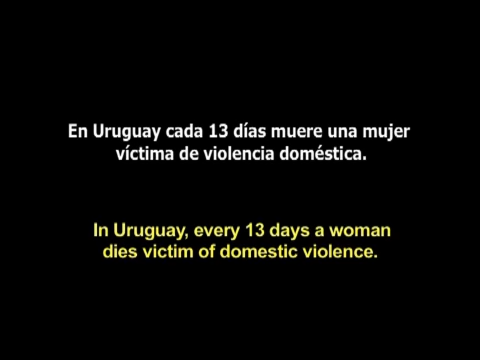 En Uruguay cada 13 días muere una mujer
víctima de violencia doméstica.
In Uruguay, every 13 days a woman
dies victim of domestic violence.